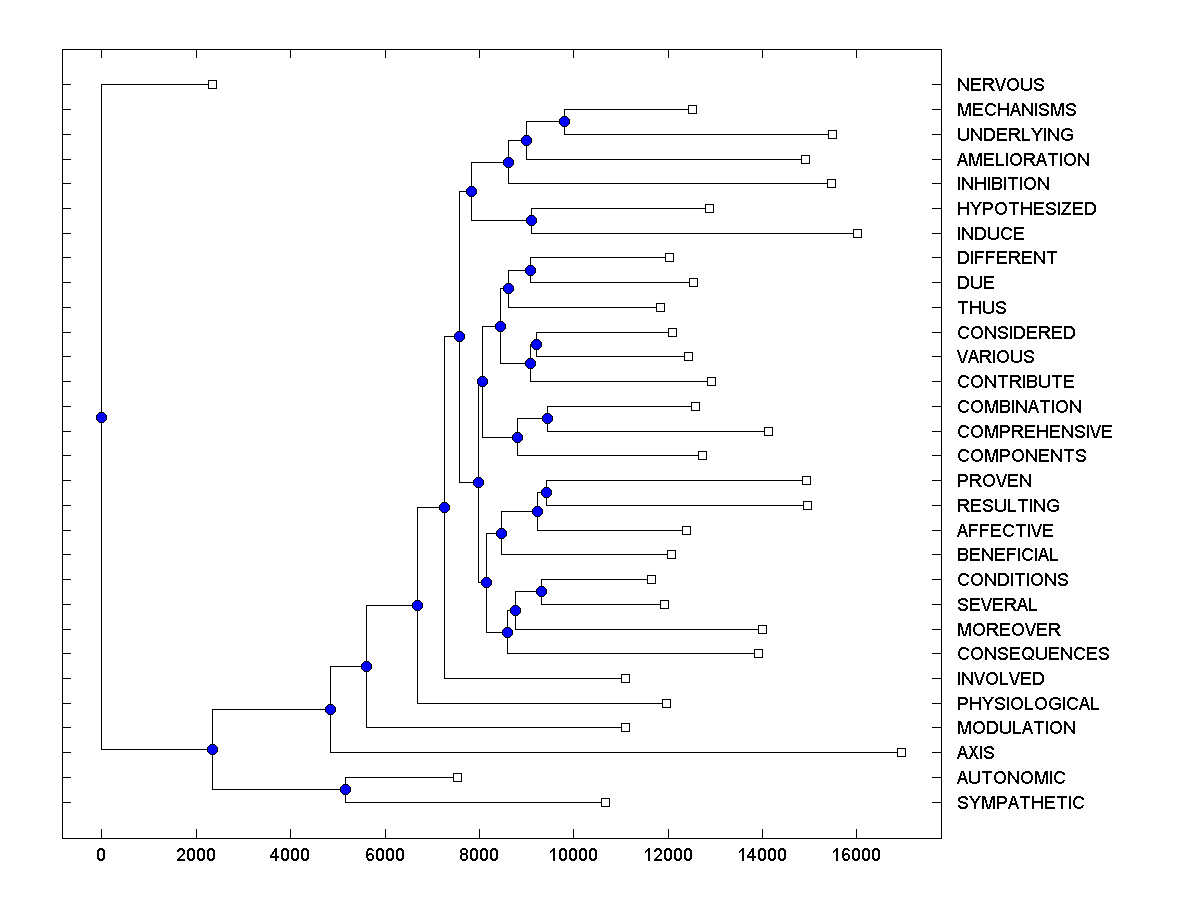 NERVOUS
MECHANISMS
UNDERLYING
AMELIORATION
INHIBITION
HYPOTHESIZED
INDUCE
DIFFERENT
DUE
THUS
CONSIDERED
VARIOUS
CONTRIBUTE
COMBINATION
COMPREHENSIVE
COMPONENTS
PROVEN
RESULTING
AFFECTIVE
BENEFICIAL
CONDITIONS
SEVERAL
MOREOVER
CONSEQUENCES
INVOLVED
PHYSIOLOGICAL
MODULATION
AXIS
AUTONOMIC
SYMPATHETIC
0 2000 4000 6000 8000 10000 12000 14000 16000